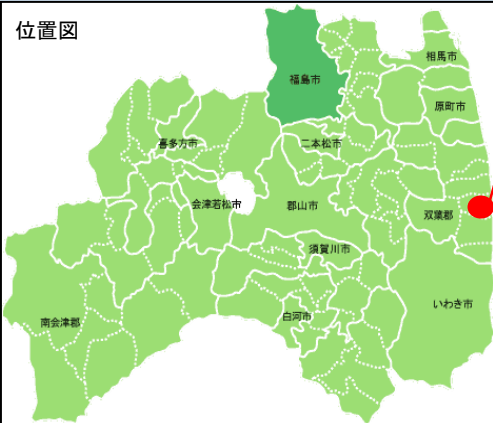 位置図
福島市
相馬市
原町市
喜多方市
二本松市
会津若松市
郡山市
双葉郡
須賀川市
いわき市
白河市
南会津郡